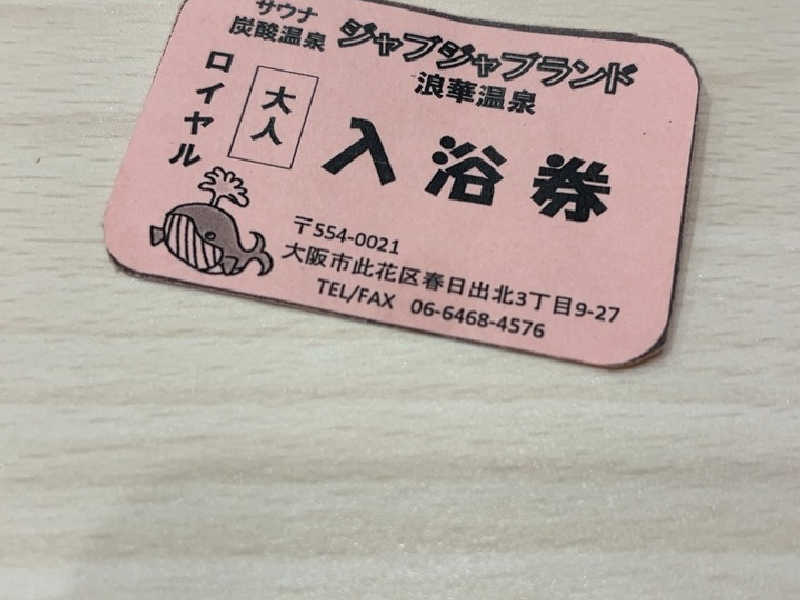 サウナ
炭酸温泉
ジャブジャブランド
浪華温泉
ロイヤル
大人
入浴券
〒554-0021
大阪市此花区春日出北3丁目9-27
TEL/FAX 06-6468-4576